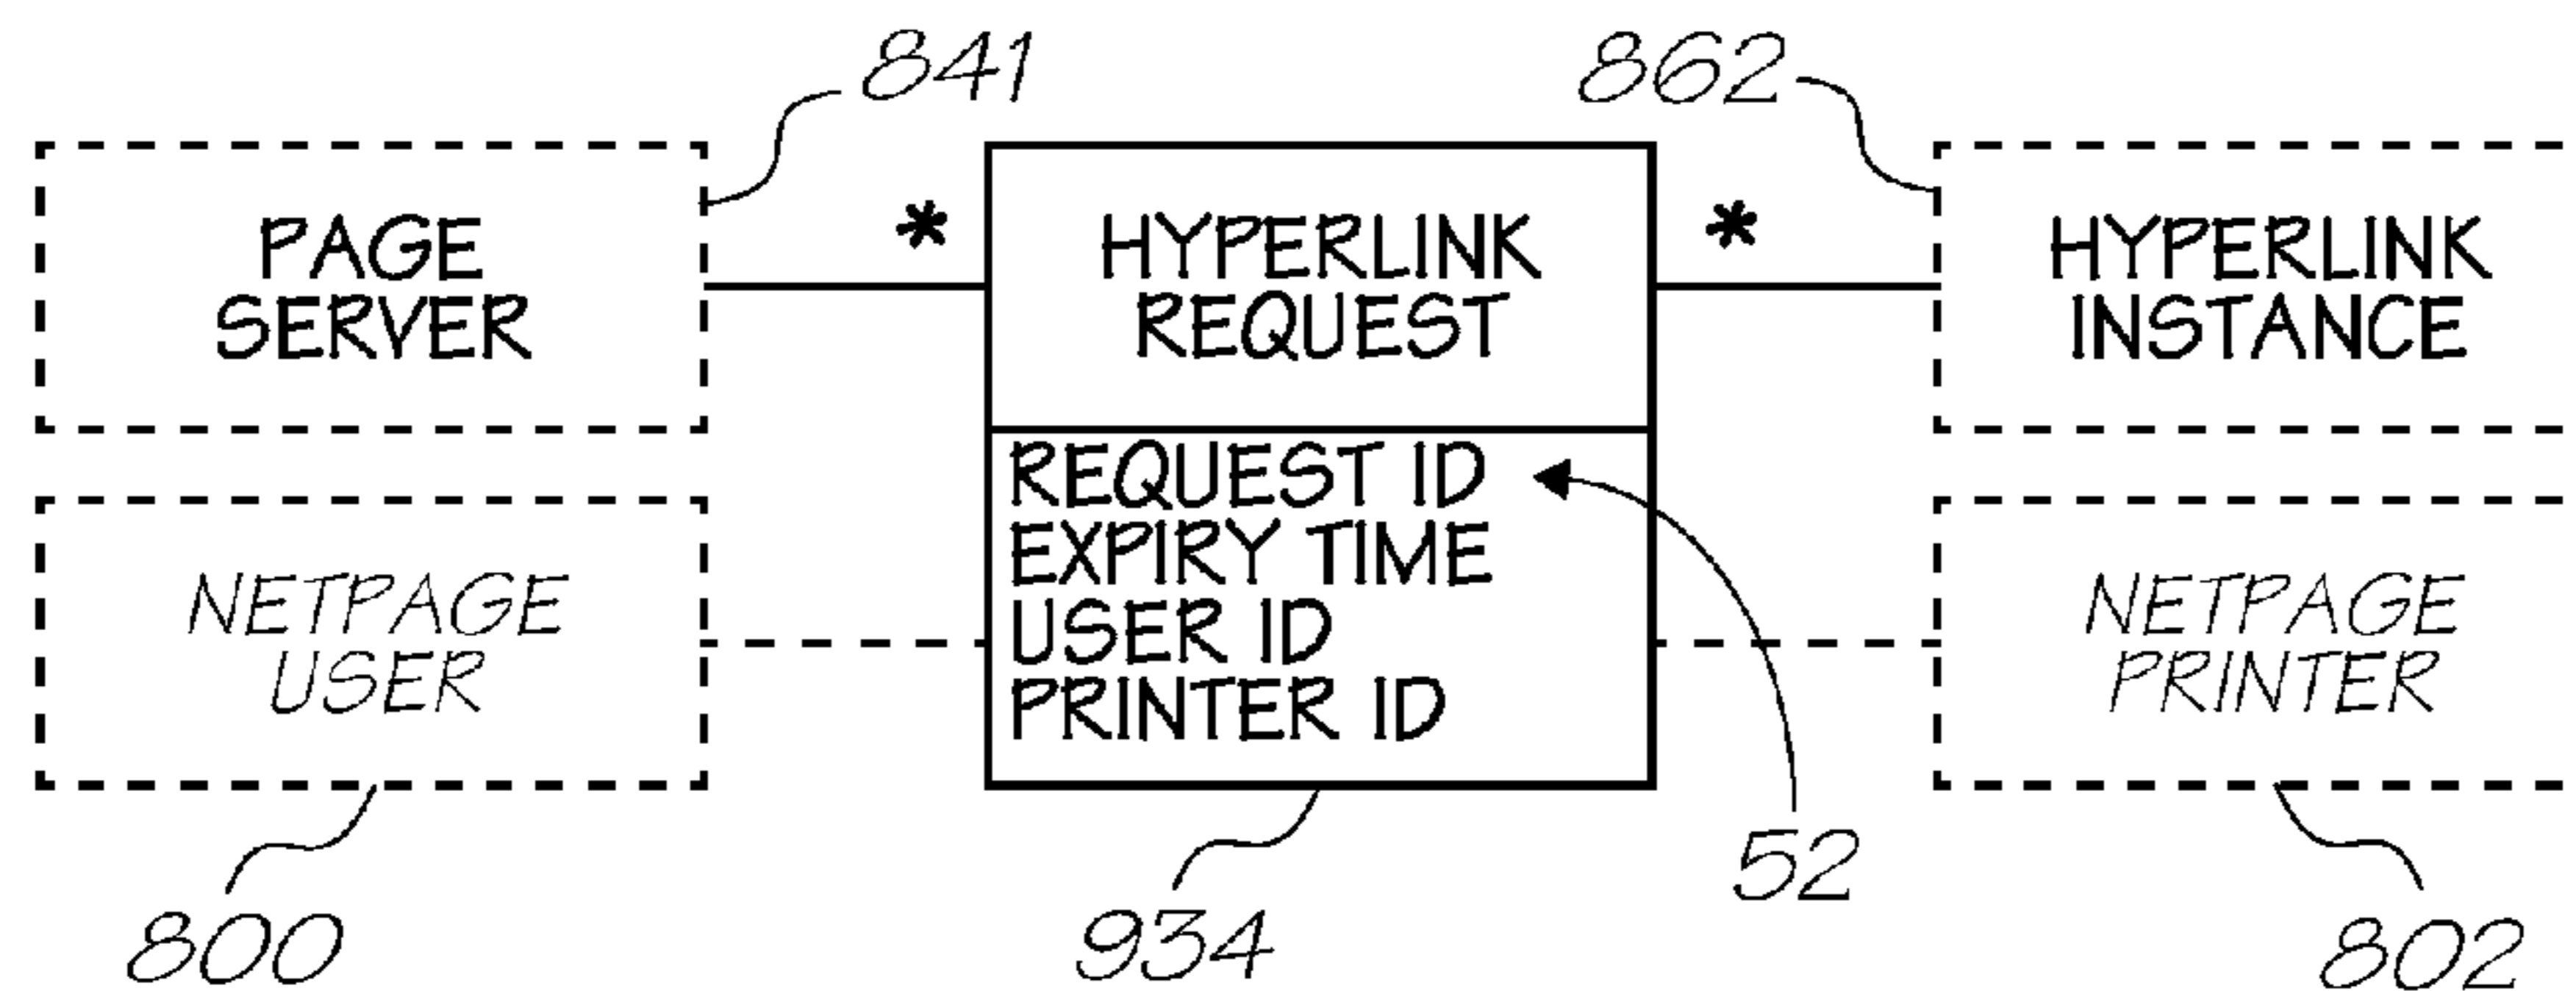 841
862
PAGE
SERVER
*
HYPERLINK
REQUEST
*
HYPERLINK
INSTANCE
REQUEST ID
EXPIRY TIME
USER ID
PRINTER ID
NETPAGE
USER
NETPAGE
PRINTER
52
800
934
802